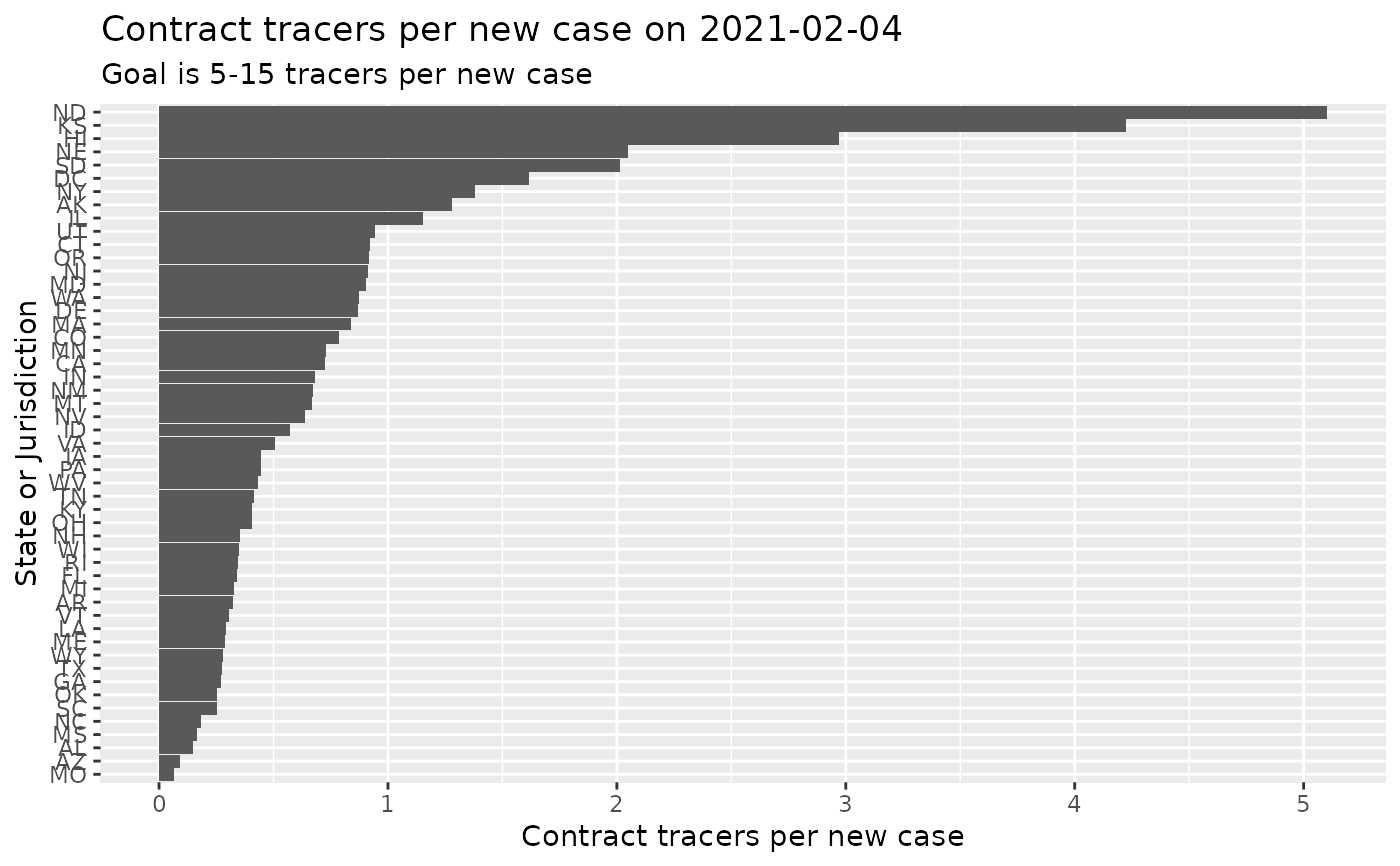 Contract tracers per new case on 2021-02-04
Goal is 5-15 tracers per new case
ND
KS
HI
NE
SD
DC
NY
AK
IL
UT
CT
OR
NJ
MD
WA
DE
MA
CO
MN
CA
IN
NM
MT
NV
ID
VA
IA
PA
WV
TN
KY
OH
NH
WI
RI
FL
MI
AR
VT
LA
ME
WY
TX
GA
OK
SC
NC
MS
AL
AZ
MO
State or Jurisdiction
0 1 2 3 4 5
Contract tracers per new case